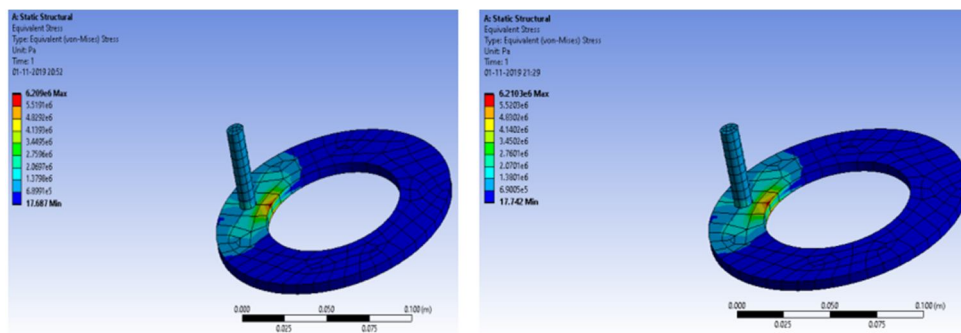 A: Static Structural
Equivalent Stress
Type: Equivalent (von-Mises) Stress
Unit: Pa
Time: 1
01-11-2019 20:52
6.209e6 Max
5.5191e6
4.8292e6
4.1393e6
3.4495e6
2.7596e6
2.0697e6
1.3798e6
6.8991e5
17.687 Min
0.000
0.050
0.100 (m)
0.025
0.075
A: Static Structural
Equivalent Stress
Type: Equivalent (von-Mises) Stress
Unit: Pa
Time: 1
01-11-2019 21:29
6.2103e6 Max
5.5203e6
4.8302e6
4.1402e6
3.4502e6
2.7601e6
2.0701e6
1.3801e6
6.9005e5
17.742 Min
0.000
0.050
0.100 (m)
0.025
0.075